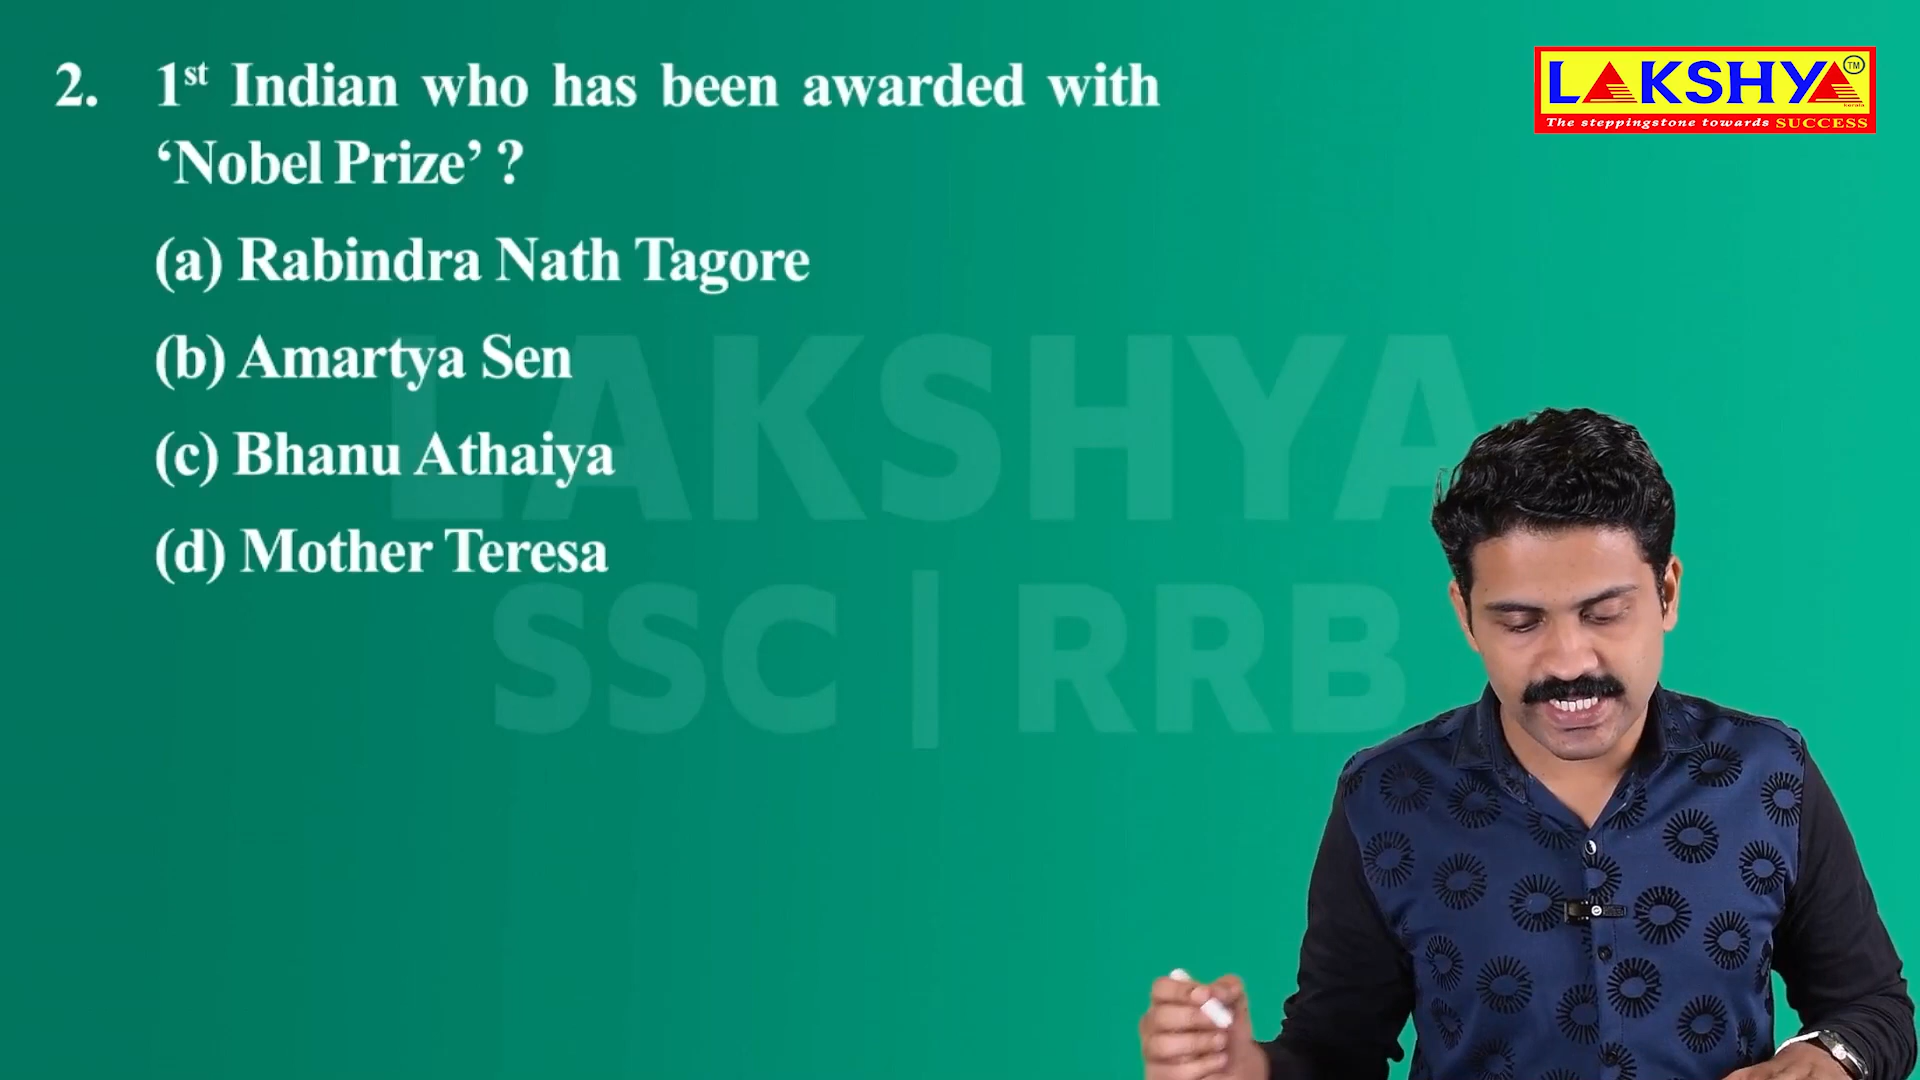 2. 1st Indian who has been awarded with
‘Nobel Prize’ ?
(a) Rabindra Nath Tagore
(b) Amartya Sen
(c) Bhanu Athaiya
(d) Mother Teresa
LAKSHYA
SSC | RRB
LAKSHYA TM
The steppingstone towards SUCCESS